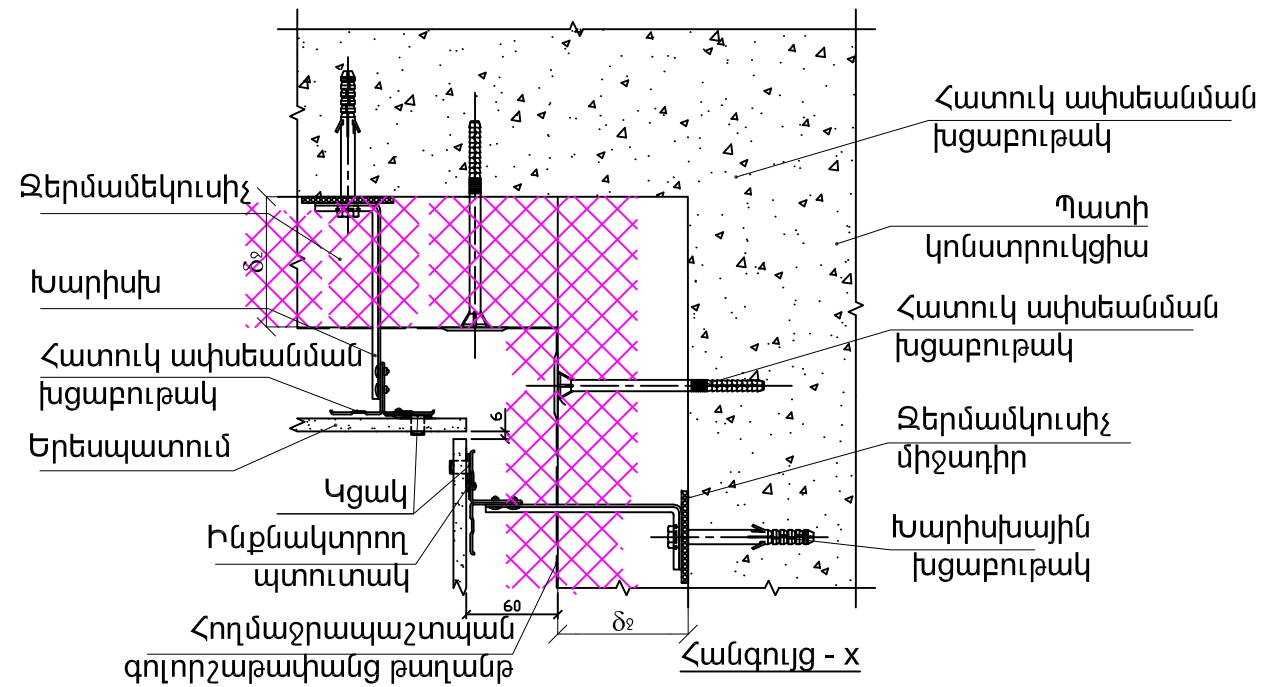 Հատուկ ափսեանման
խցաբութակ
Ջերմամեկուսիչ
Պատի
կոնստրուկցիա
δջ
Խարիսխ
Հատուկ ափսեանման
խցաբութակ
Հատուկ ափսեանման
խցաբութակ
Երեսպատում
6
Ջերմամկուսիչ
միջադիր
Կցակ
Ինքնակտրող
պտուտակ
Խարիսխային
խցաբութակ
60
δջ
Հողմաջրապաշտպան
գոլորշաթափանց թաղանթ
Հանգույց - x